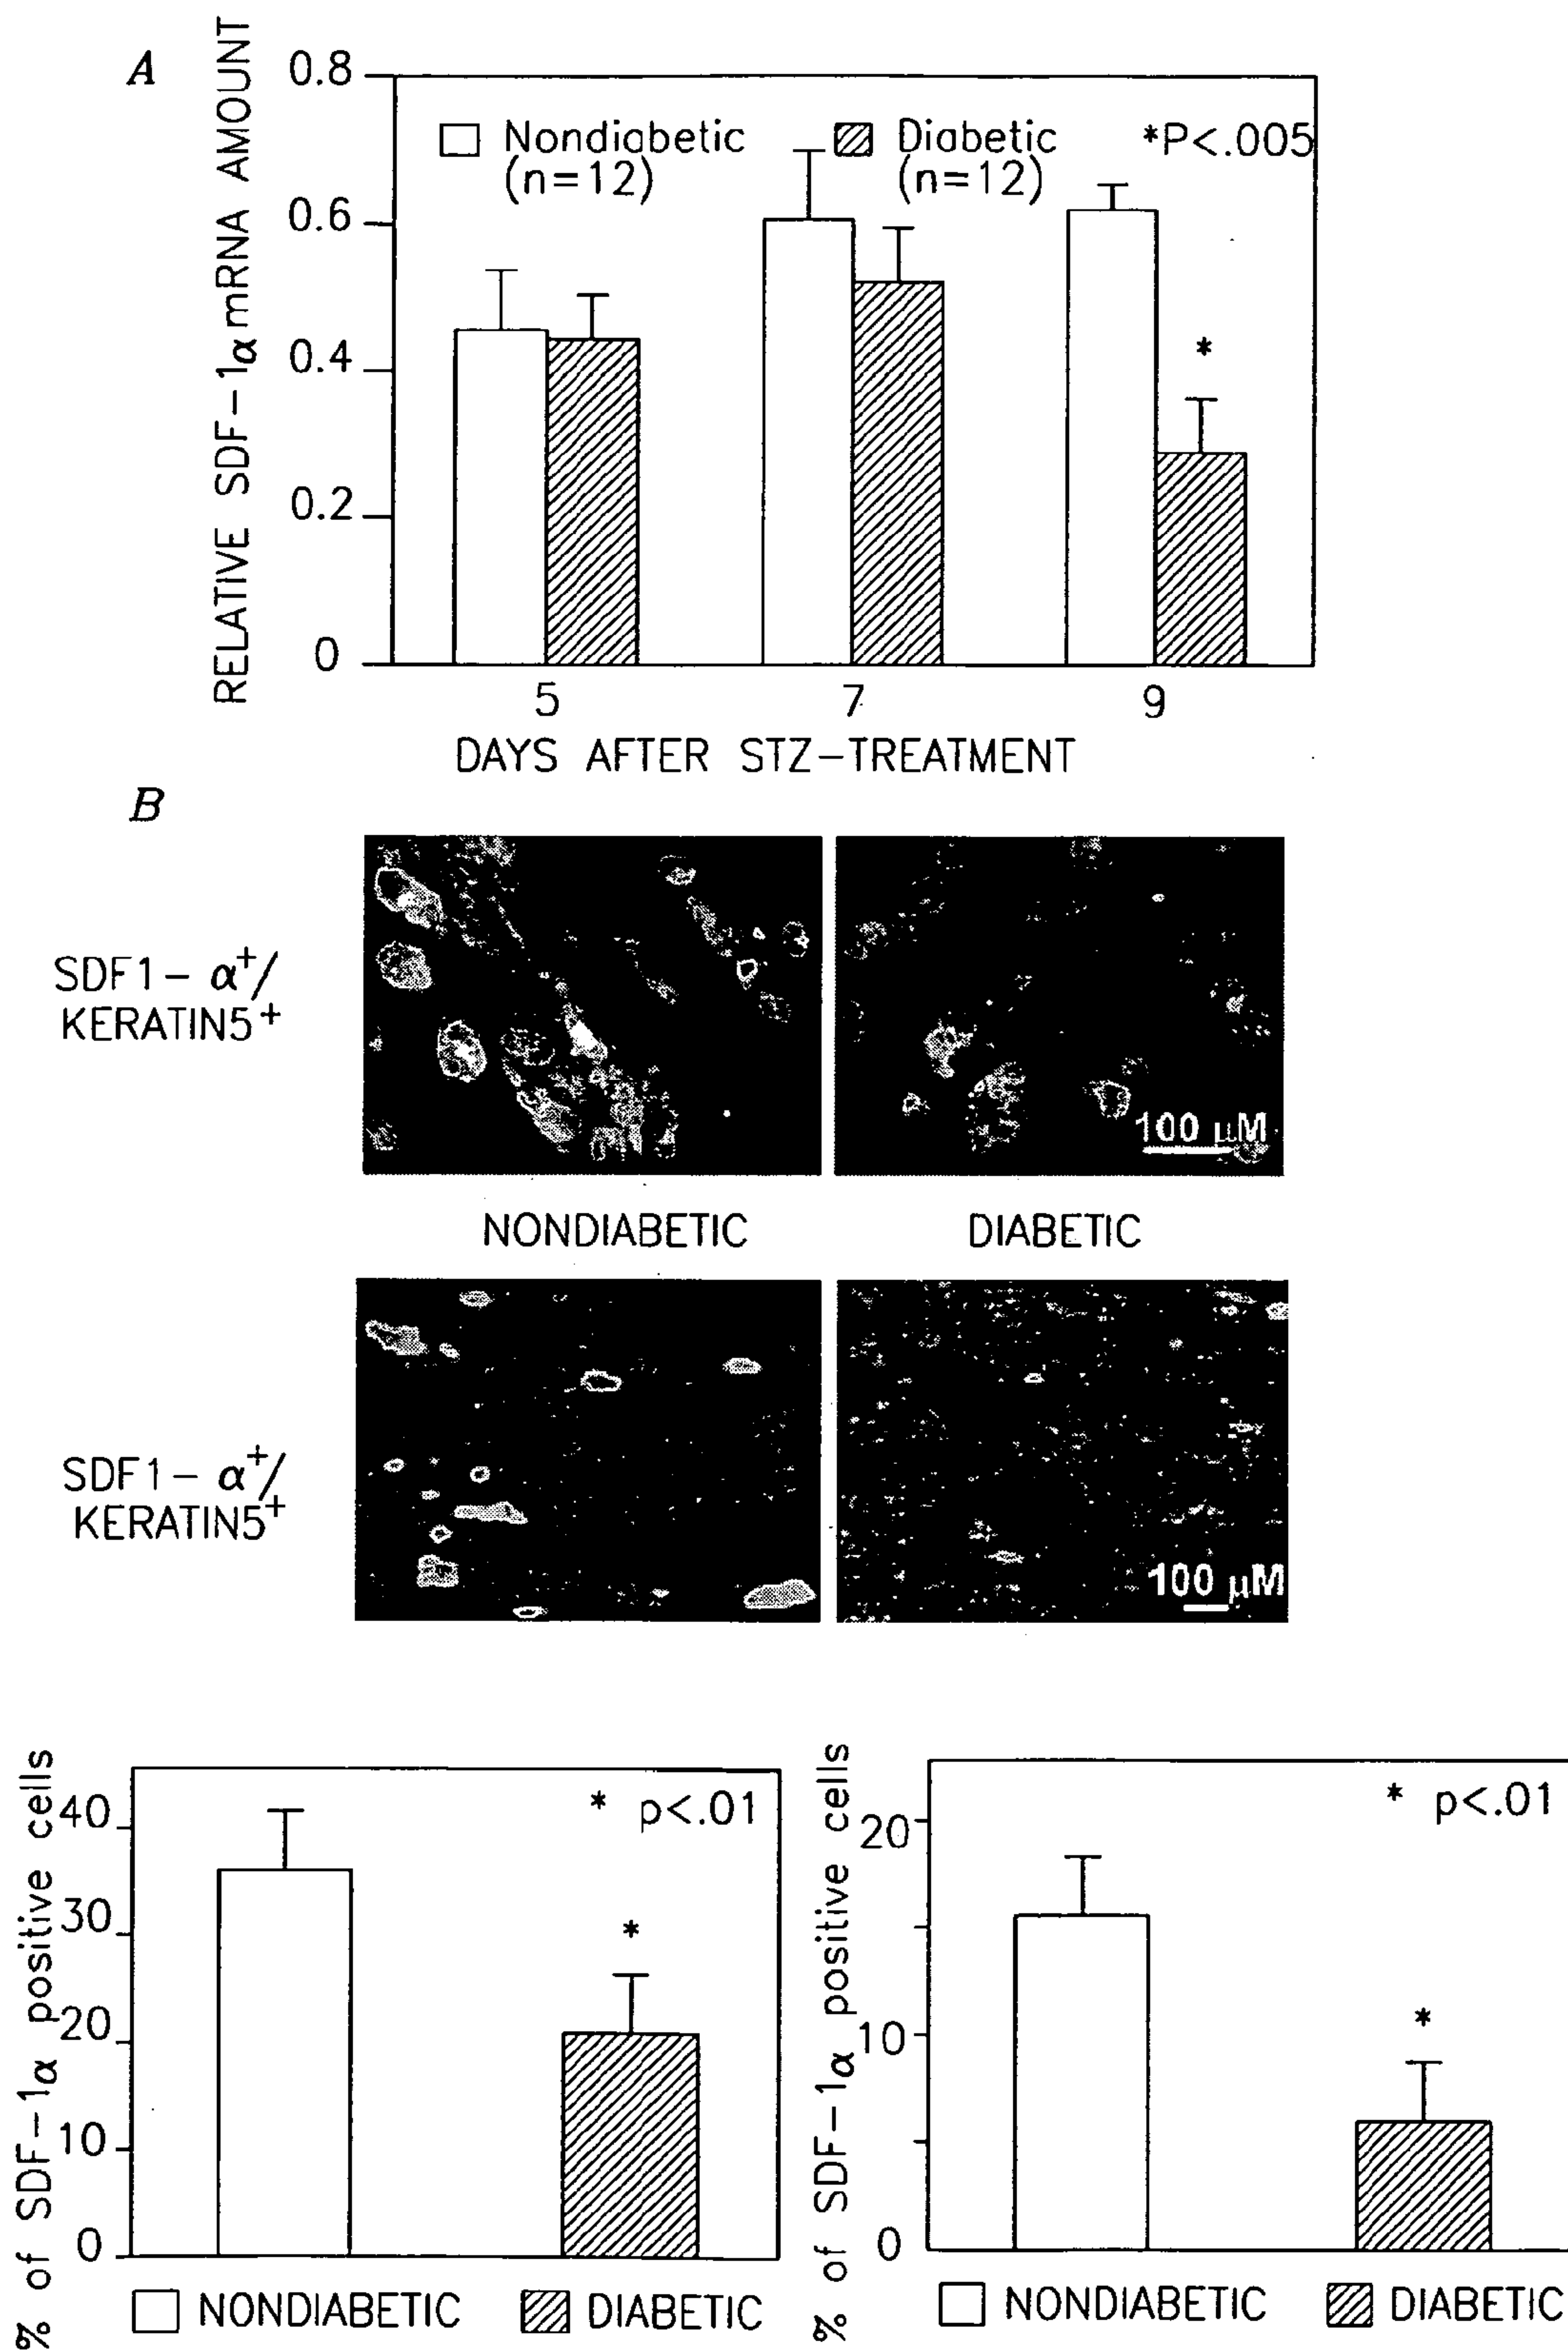 A
RELATIVE SDF-1α mRNA AMOUNT
0.8
0.6
0.4
0.2
0
Nondiabetic
(n=12)
Diabetic
(n=12)
*P<.005
*
5 7 9
DAYS AFTER STZ-TREATMENT
B
SDF1- α+/
KERATIN5+
100 µM
NONDIABETIC DIABETIC
SDF1- α+/
KERATIN5+
100 µM
% of SDF-1α positive cells
40
30
20
10
0
* p<.01
*
NONDIABETIC DIABETIC
% of SDF-1α positive cells
20
10
0
* p<.01
*
NONDIABETIC DIABETIC